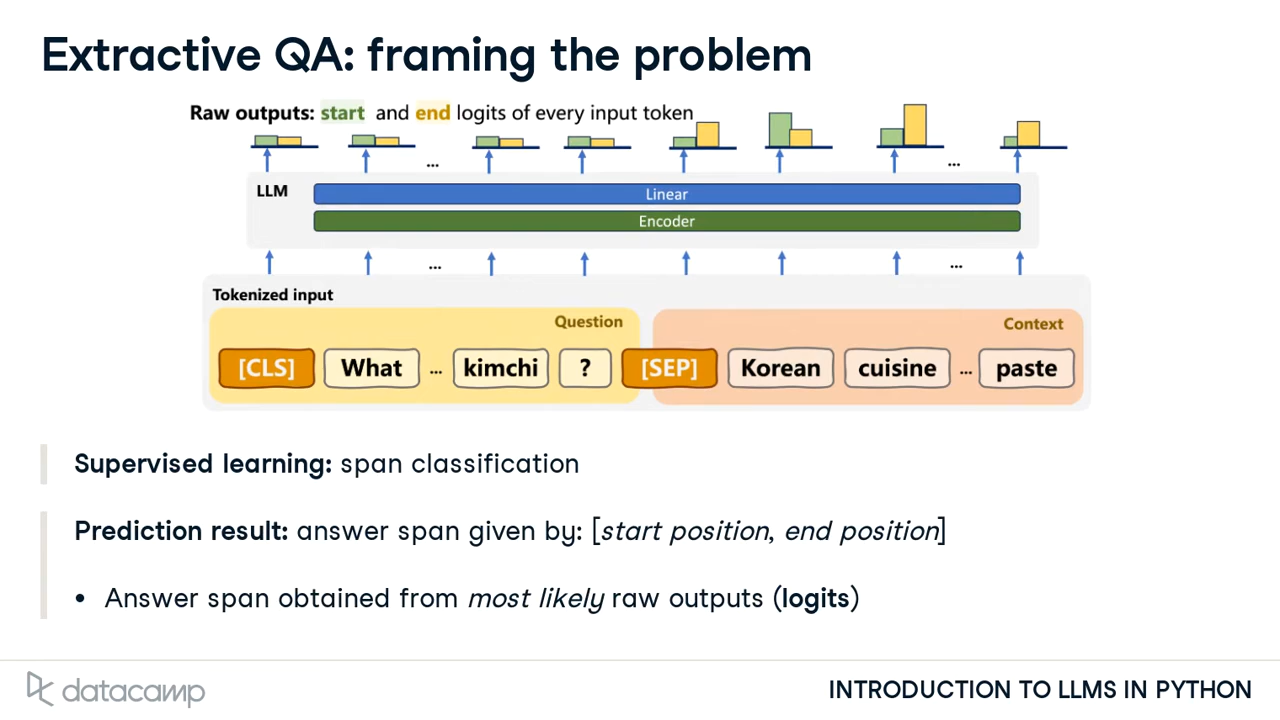 Extractive QA: framing the problem
Raw outputs: start and end logits of every input token
...
...
LLM
Linear
Encoder
...
...
Tokenized input
Question
Context
[CLS] What ... kimchi ? [SEP] Korean cuisine ... paste
Supervised learning: span classification
Prediction result: answer span given by: [start position, end position]
• Answer span obtained from most likely raw outputs (logits)
datacamp
INTRODUCTION TO LLMS IN PYTHON